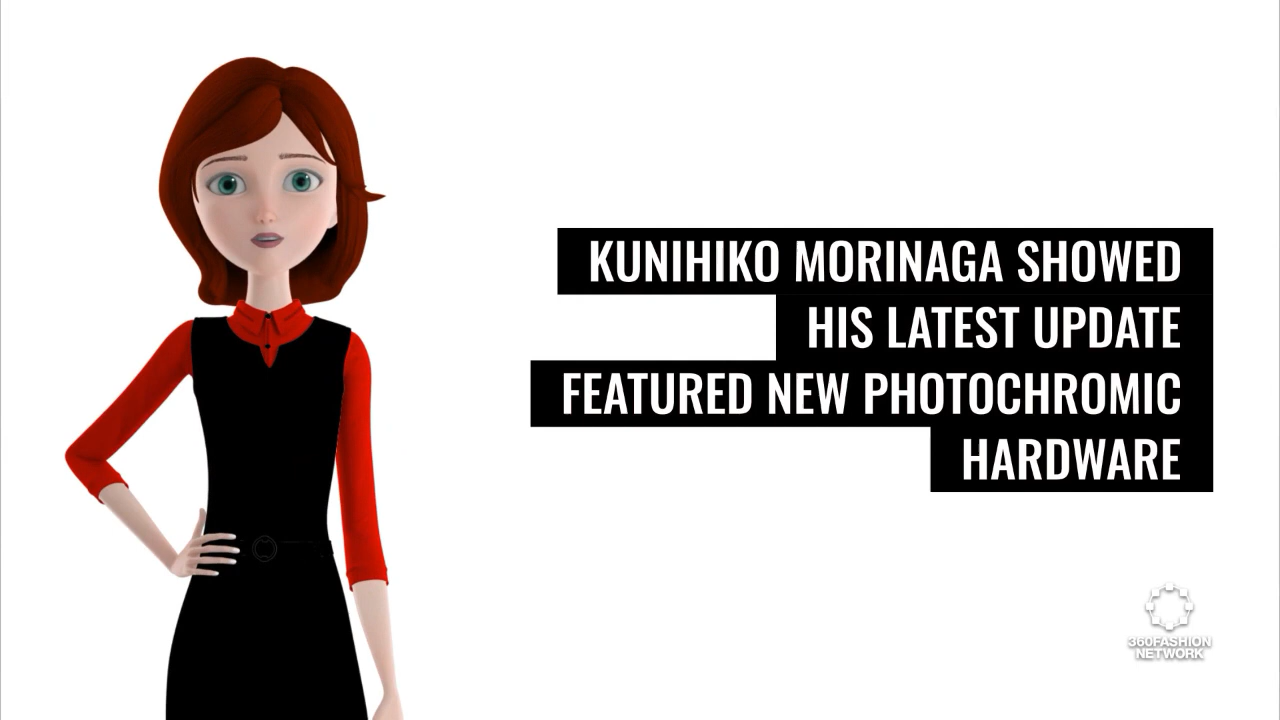 KUNIHIKO MORINAGA SHOWED
HIS LATEST UPDATE
FEATURED NEW PHOTOCHROMIC
HARDWARE
360FASHION
NETWORK